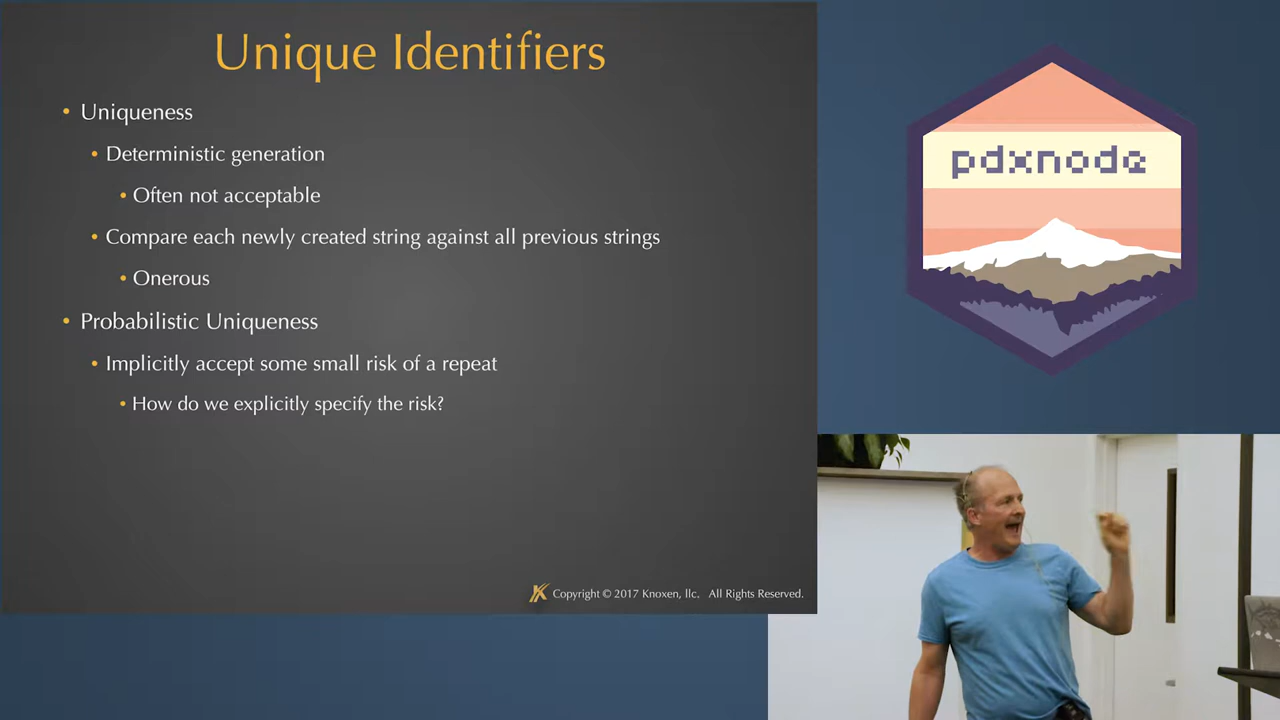 Unique Identifiers
• Uniqueness
• Deterministic generation
• Often not acceptable
• Compare each newly created string against all previous strings
• Onerous
• Probabilistic Uniqueness
• Implicitly accept some small risk of a repeat
• How do we explicitly specify the risk?
Copyright © 2017 Knoxen, llc. All Rights Reserved.
pdxnode